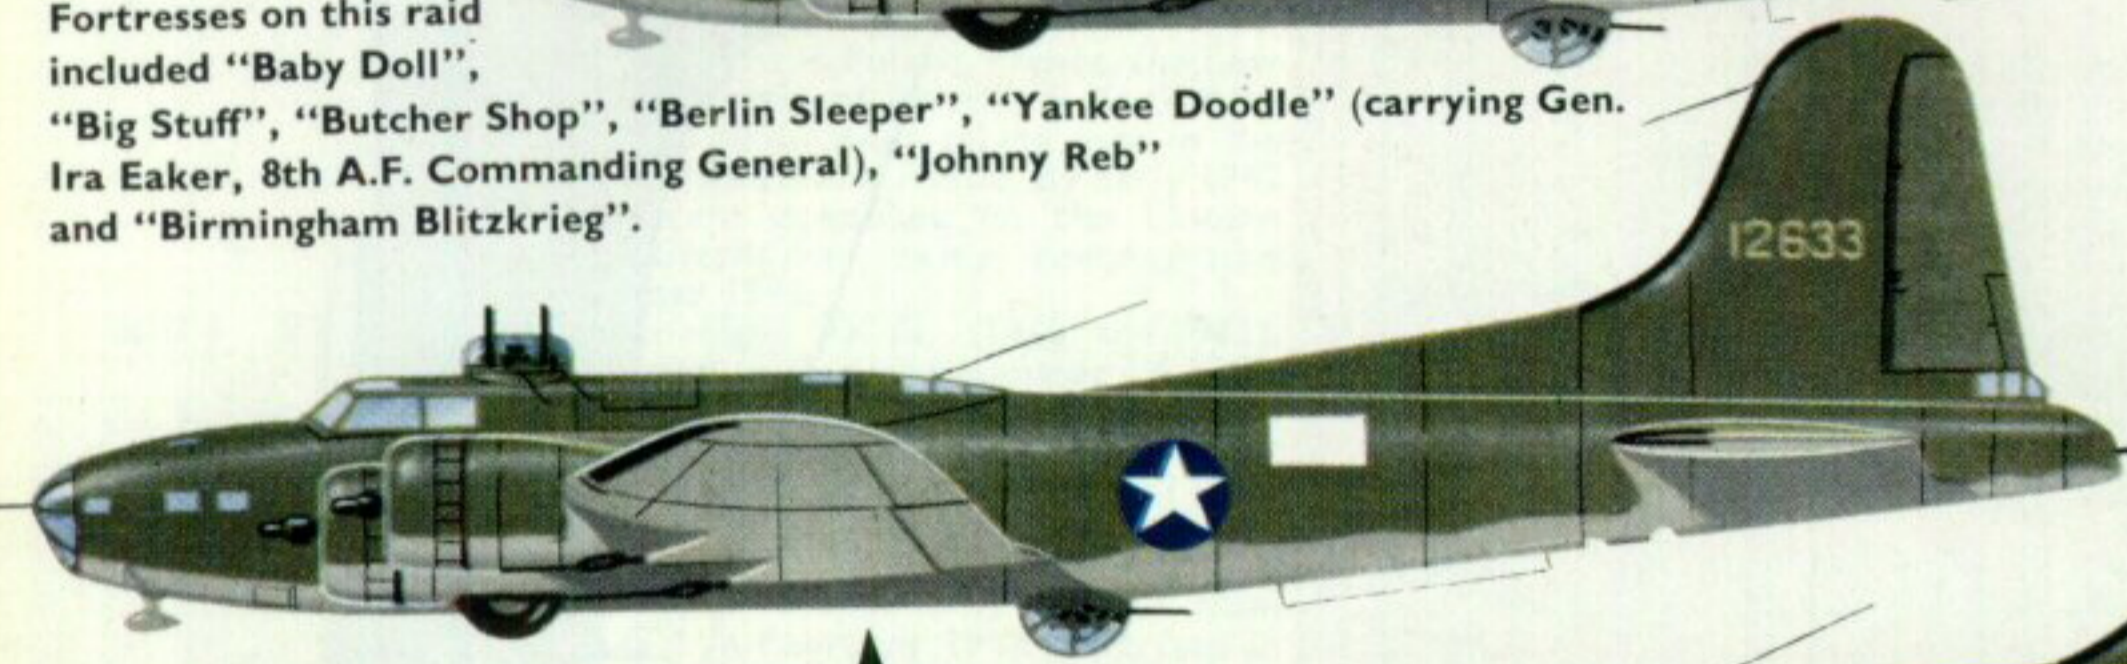 Fortresses on this raid
included “Baby Doll”,
“Big Stuff”, “Butcher Shop”, “Berlin Sleeper”, “Yankee Doodle” (carrying Gen.
Ira Eaker, 8th A.F. Commanding General), “Johnny Reb”
and “Birmingham Blitzkrieg”.
12633